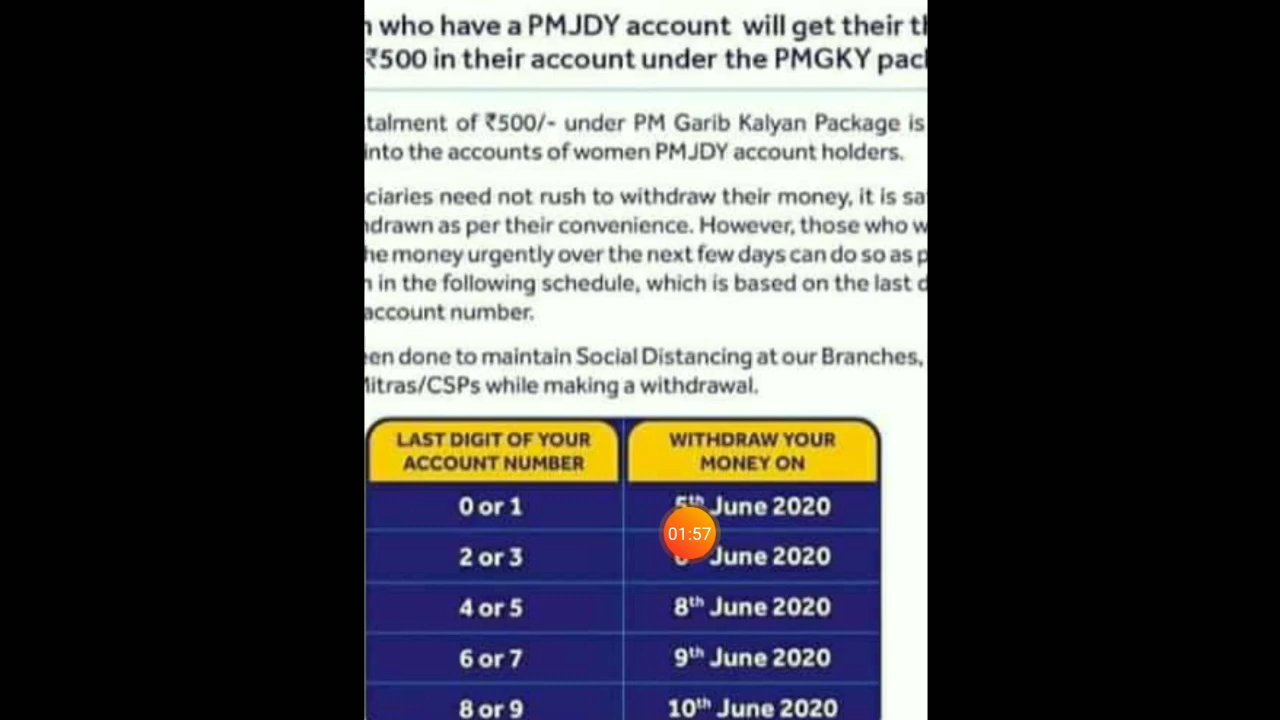 who have a PMJDY account will get their
₹500 in their account under the PMGKY
talment of ₹500/- under PM Garib Kalyan Package is
into the accounts of women PMJDY account holders.
ciaries need not rush to withdraw their money, it is
hdrawn as per their convenience. However, those who
he money urgently over the next few days can do so as
in the following schedule, which is based on the last
account number.
een done to maintain Social Distancing at our Branches,
Mitras/CSPs while making a withdrawal.
LAST DIGIT OF YOUR
ACCOUNT NUMBER
WITHDRAW YOUR
MONEY ON
0 or 1
5th June 2020
01:57
2 or 3
June 2020
4 or 5
8th June 2020
6 or 7
9th June 2020
8 or 9
10th June 2020